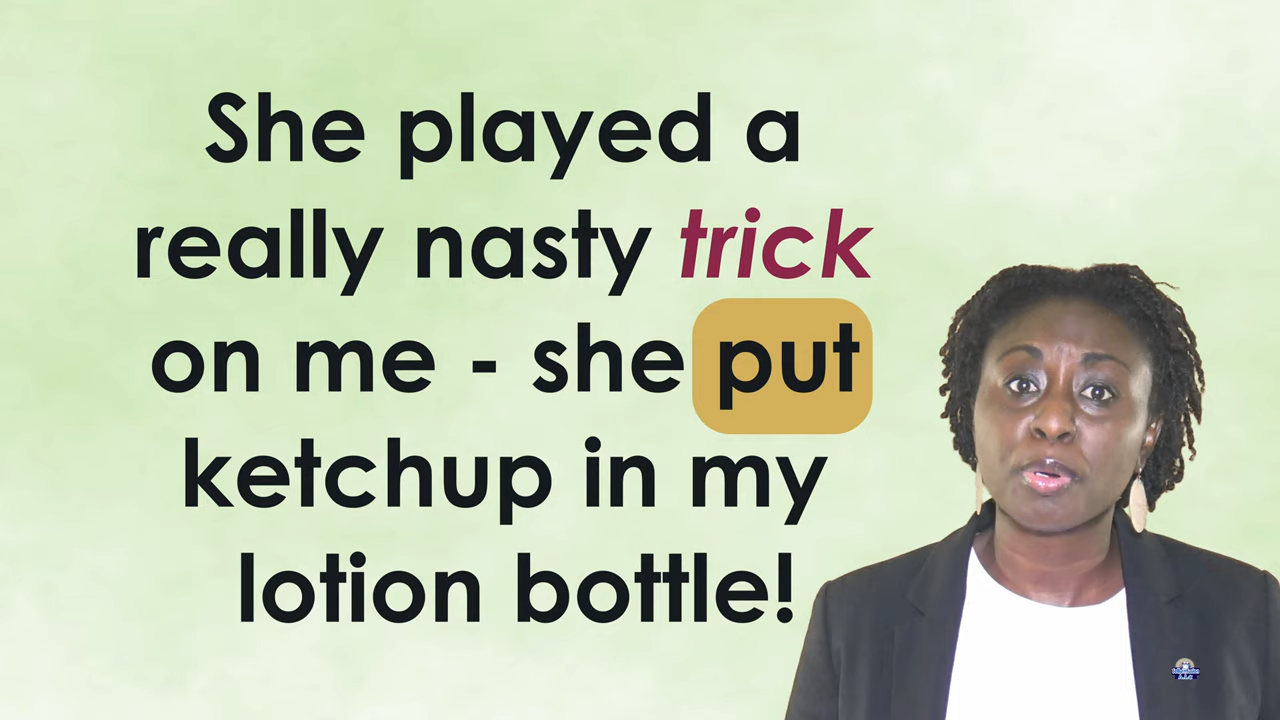 She played a
really nasty trick
on me - she put
ketchup in my
lotion bottle!